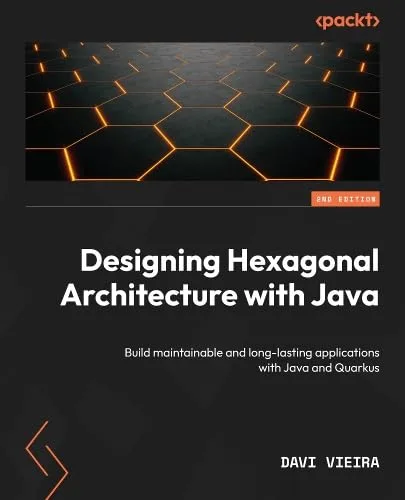 <packt>
2ND EDITION
Designing Hexagonal
Architecture with Java
Build maintainable and long-lasting applications
with Java and Quarkus
DAVI VIEIRA